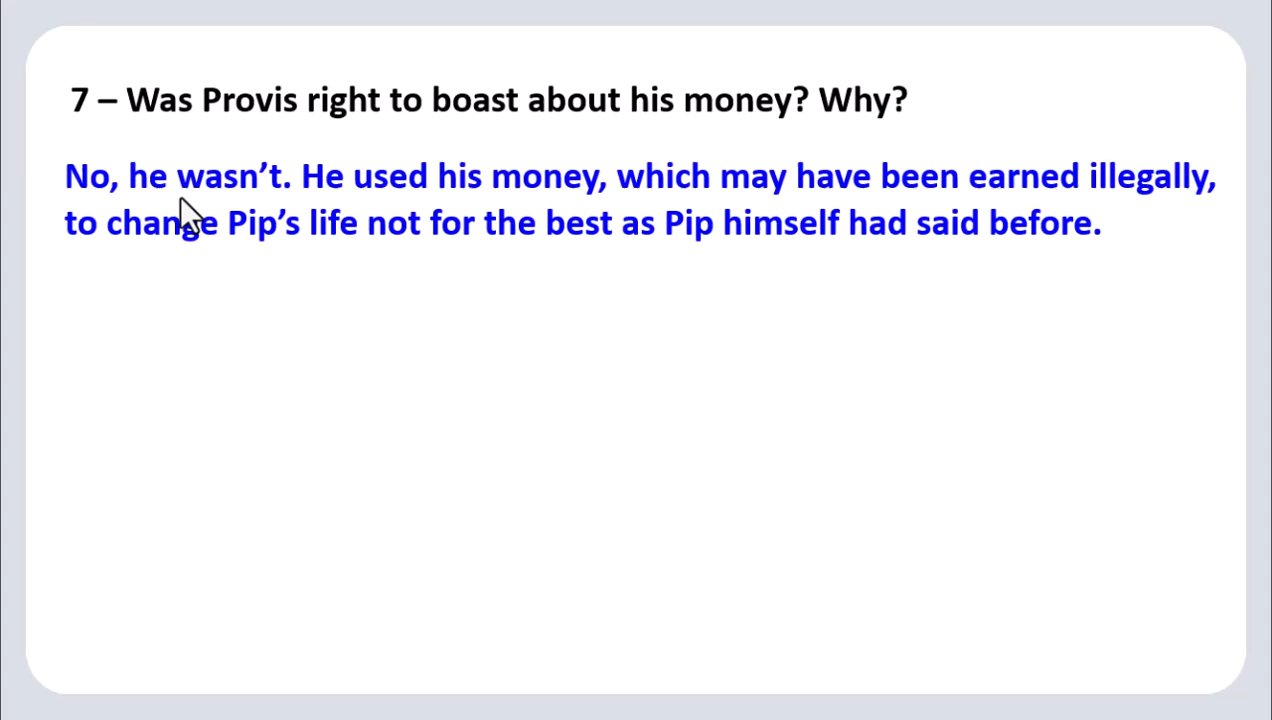 7 – Was Provis right to boast about his money? Why?
No, he wasn’t. He used his money, which may have been earned illegally,
to change Pip’s life not for the best as Pip himself had said before.